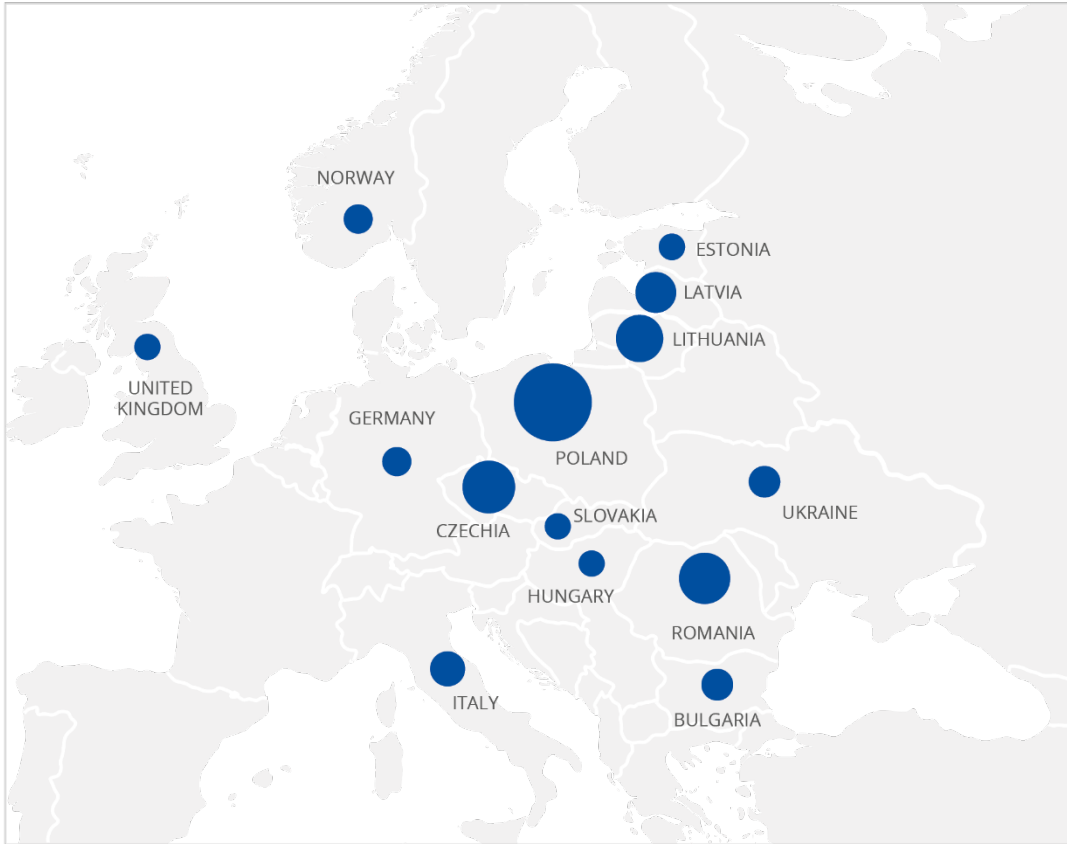 NORWAY
ESTONIA
LATVIA
LITHUANIA
UNITED
KINGDOM
GERMANY
POLAND
UKRAINE
SLOVAKIA
CZECHIA
HUNGARY
ROMANIA
ITALY
BULGARIA